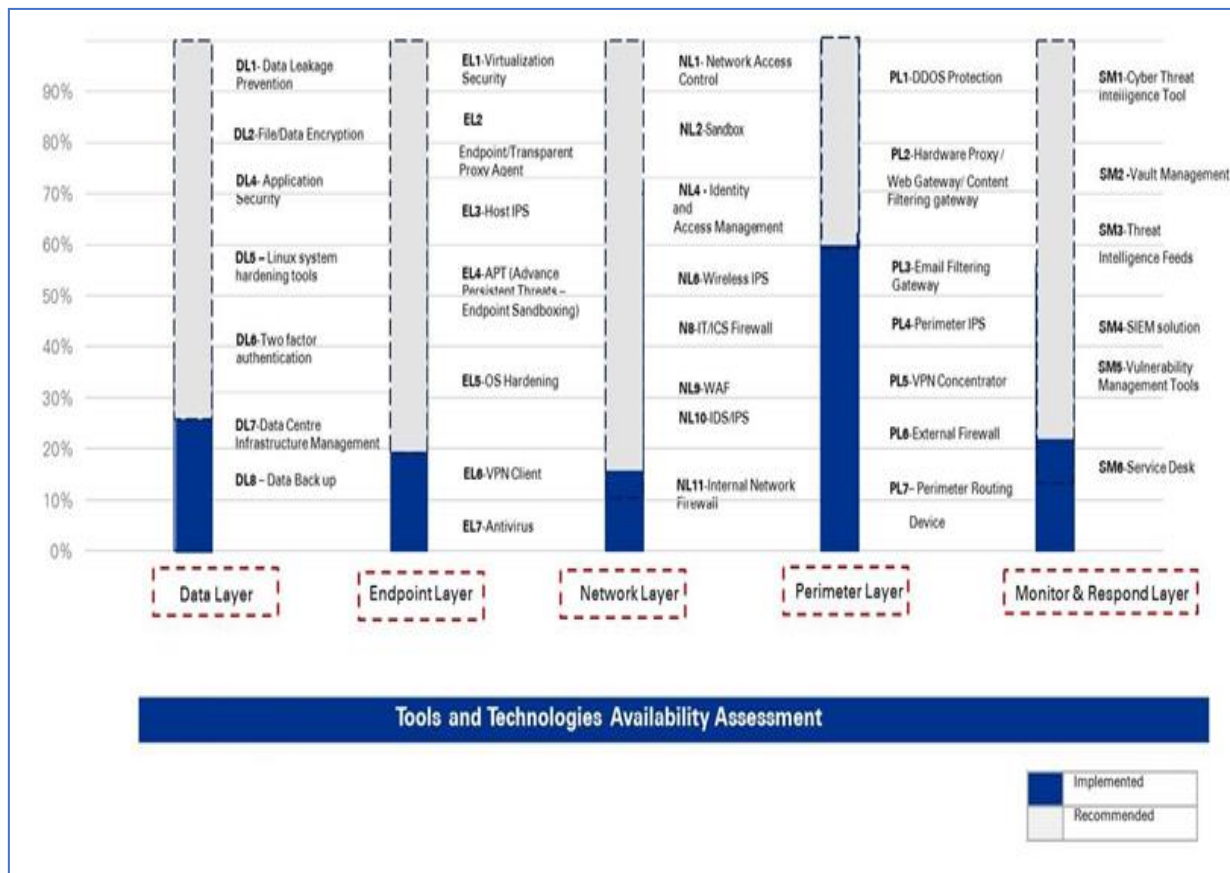 90%
80%
70%
60%
50%
40%
30%
20%
10%
0%
DL1- Data Leakage
Prevention
DL2-File/Data Encryption
DL4- Application
Security
DL5 – Linux system
hardening tools
DL6-Two factor
authentication
DL7-Data Centre
Infrastructure Management
DL8 – Data Back up
EL1-Virtualization
Security
EL2
Endpoint/Transparent
Proxy Agent
EL3-Host IPS
EL4-APT (Advance
Persistent Threats –
Endpoint Sandboxing)
EL5-OS Hardening
EL6-VPN Client
EL7-Antivirus
NL1- Network Access
Control
NL2-Sandbox
NL4 - Identity
and
Access Management
NL6-Wireless IPS
N8-IT/ICS Firewall
NL9-WAF
NL10-IDS/IPS
NL11-Internal Network
Firewall
PL1-DDOS Protection
PL2-Hardware Proxy /
Web Gateway/ Content
Filtering gateway
PL3-Email Filtering
Gateway
PL4-Perimeter IPS
PL5-VPN Concentrator
PL6-External Firewall
PL7– Perimeter Routing
Device
SM1-Cyber Threat
intelligence Tool
SM2 -Vault Management
SM3-Threat
Intelligence Feeds
SM4-SIEM solution
SM5-Vulnerability
Management Tools
SM6-Service Desk
Data Layer
Endpoint Layer
Network Layer
Perimeter Layer
Monitor & Respond Layer
Tools and Technologies Availability Assessment
Implemented
Recommended